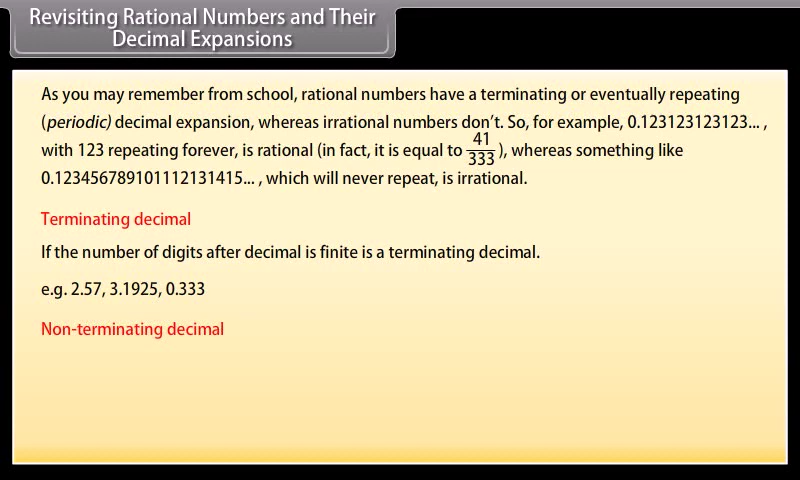 Revisiting Rational Numbers and Their
Decimal Expansions
As you may remember from school, rational numbers have a terminating or eventually repeating
(periodic) decimal expansion, whereas irrational numbers don't. So, for example, 0.123123123123... ,
with 123 repeating forever, is rational (in fact, it is equal to 41/333), whereas something like
0.123456789101112131415... , which will never repeat, is irrational.
Terminating decimal
If the number of digits after decimal is finite is a terminating decimal.
e.g. 2.57, 3.1925, 0.333
Non-terminating decimal